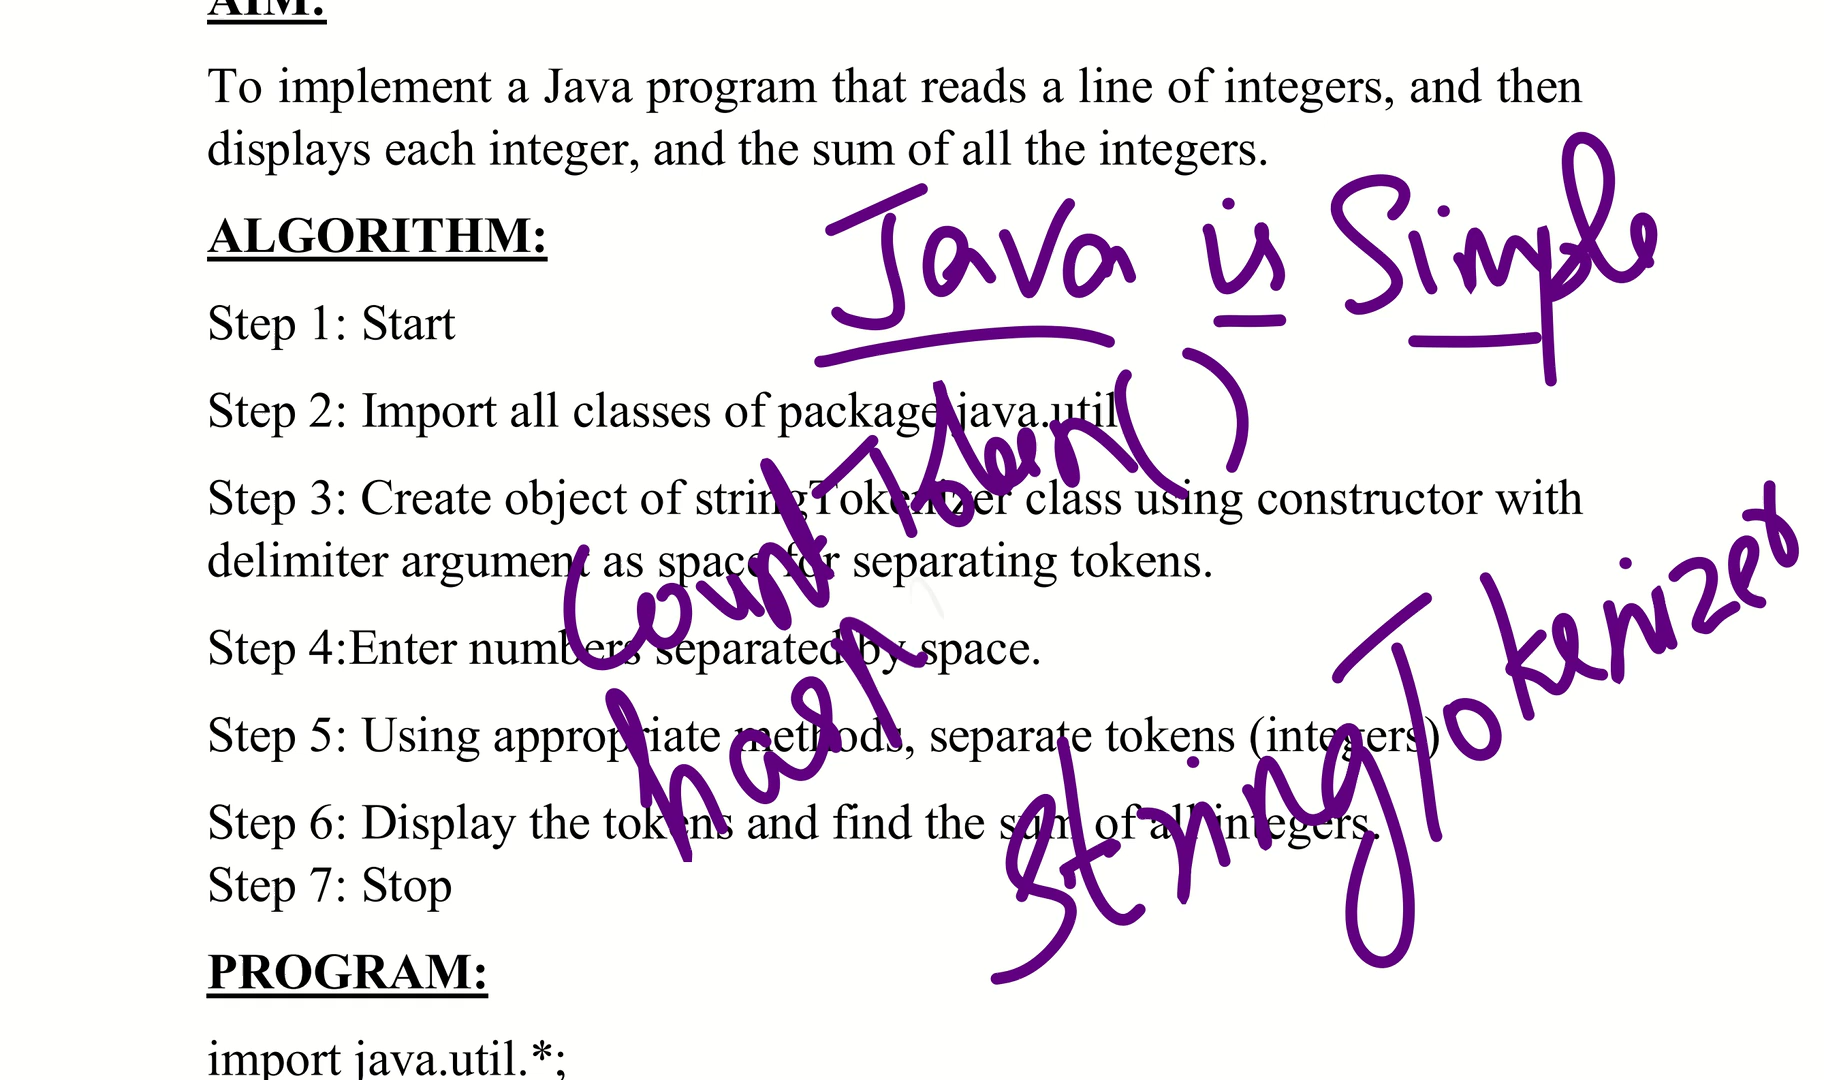 AIM:
To implement a Java program that reads a line of integers, and then
displays each integer, and the sum of all the integers.
Java is Simple
ALGORITHM:
Step 1: Start
Step 2: Import all classes of package java.util
CountToken()
Step 3: Create object of stringTokenizer class using constructor with
delimiter argument as space for separating tokens.
Step 4:Enter numbers separated by space.
StringTokenizer
Step 5: Using appropriate methods, separate tokens (integers)
Step 6: Display the tokens and find the sum of all integers.
Step 7: Stop
PROGRAM:
import java.util.*;